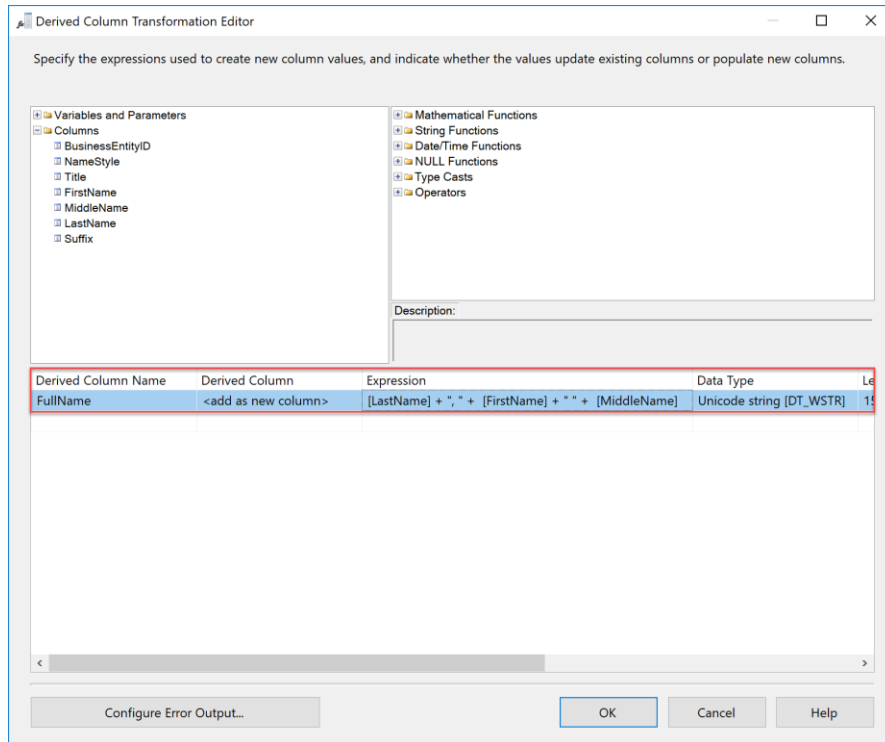 Derived Column Transformation Editor
Specify the expressions used to create new column values, and indicate whether the values update existing columns or populate new columns.
Variables and Parameters
Columns
BusinessEntityID
NameStyle
Title
FirstName
MiddleName
LastName
Suffix
Mathematical Functions
String Functions
Date/Time Functions
NULL Functions
Type Casts
Operators
Description:
Derived Column Name Derived Column Expression Data Type Le
FullName <add as new column> [LastName] + ", " + [FirstName] + " " + [MiddleName] Unicode string [DT_WSTR]
Configure Error Output... OK Cancel Help